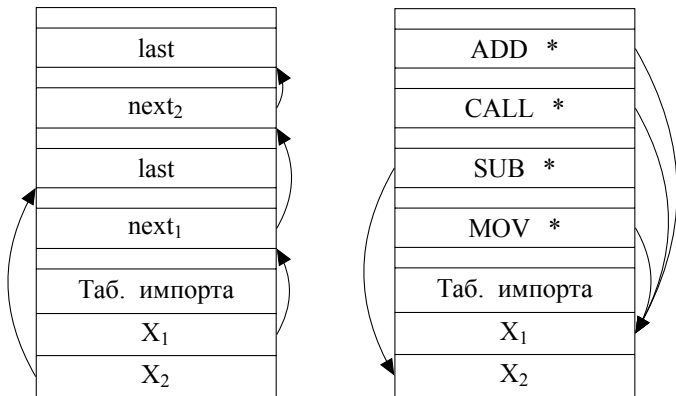 last
next₂
last
next₁
Таб. импорта
X₁
X₂
ADD *
CALL *
SUB *
MOV *
Таб. импорта
X₁
X₂